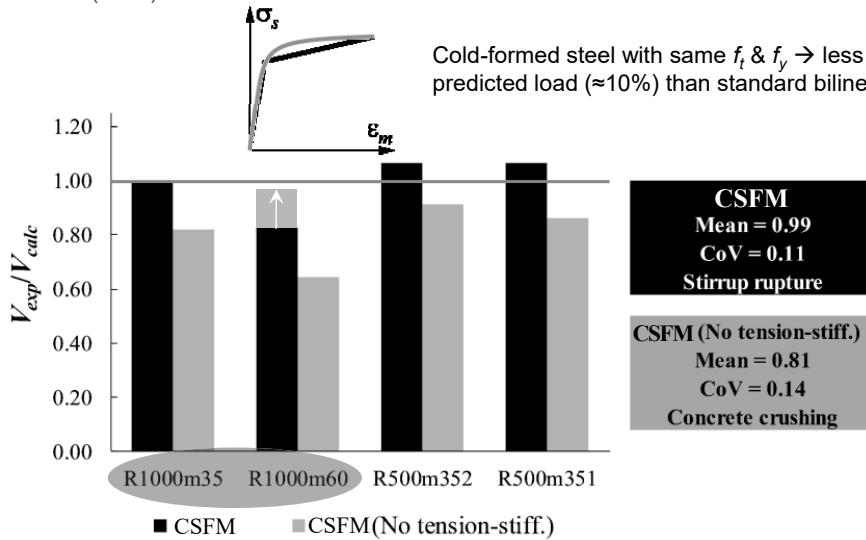 σs
εm
Cold-formed steel with same ft & fy → less
predicted load (≈10%) than standard biline
1.20
1.00
0.80
0.60
0.40
0.20
0.00
Vexp/Vcalc
R1000m35 R1000m60 R500m352 R500m351
CSFM CSFM (No tension-stiff.)
CSFM
Mean = 0.99
CoV = 0.11
Stirrup rupture
CSFM (No tension-stiff.)
Mean = 0.81
CoV = 0.14
Concrete crushing